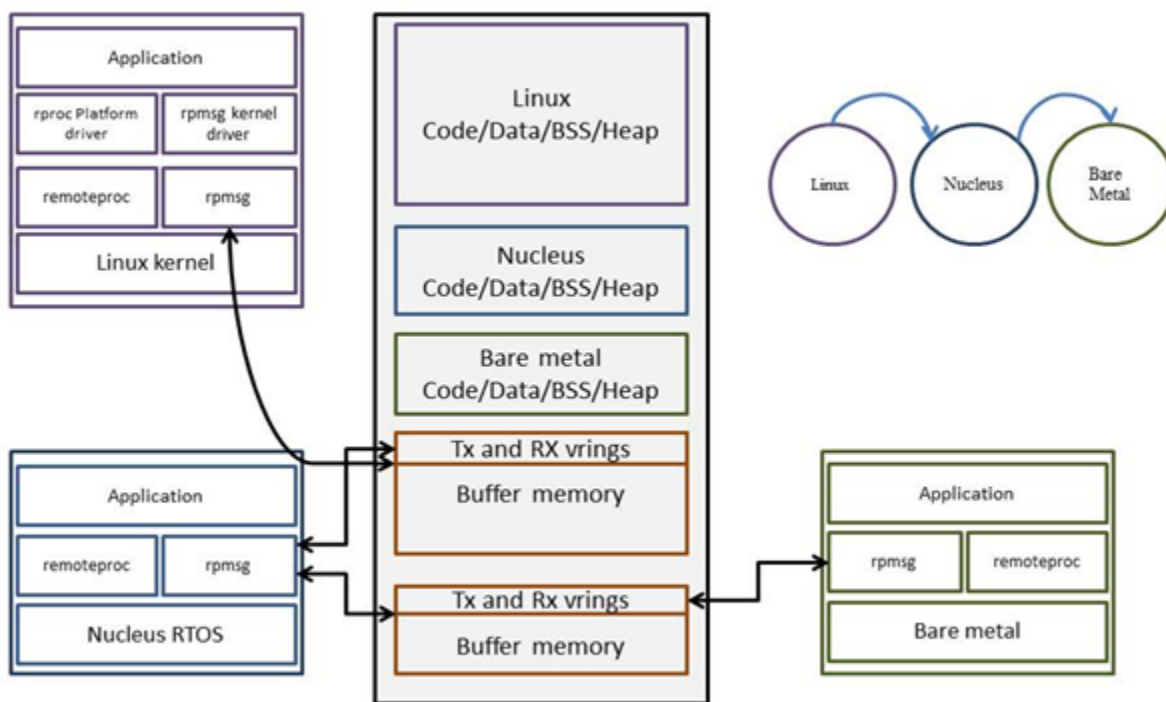 Application
rproc Platform
driver
rpmsg kernel
driver
remoteproc
rpmsg
Linux kernel
Linux
Code/Data/BSS/Heap
Nucleus
Code/Data/BSS/Heap
Bare metal
Code/Data/BSS/Heap
Tx and RX vrings
Buffer memory
Tx and Rx vrings
Buffer memory
Linux
Nucleus
Bare
Metal
Application
remoteproc
rpmsg
Nucleus RTOS
Application
rpmsg
remoteproc
Bare metal